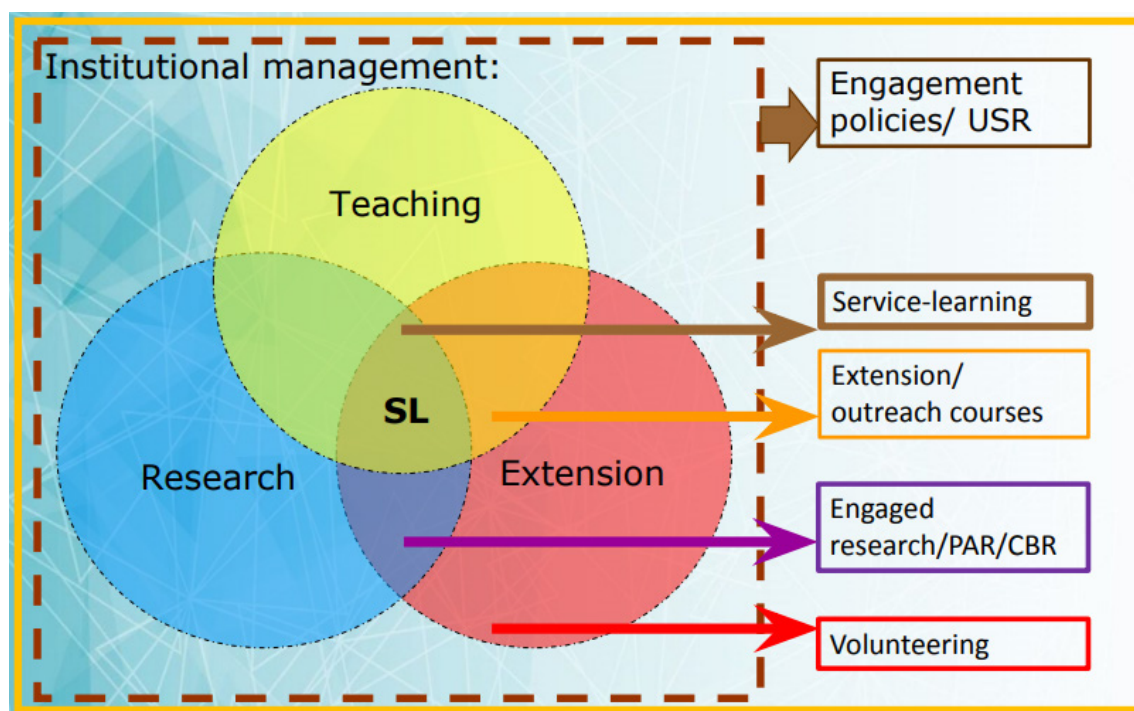 Institutional management:
Engagement
policies/ USR
Teaching
Service-learning
Extension/
outreach courses
SL
Research
Extension
Engaged
research/PAR/CBR
Volunteering